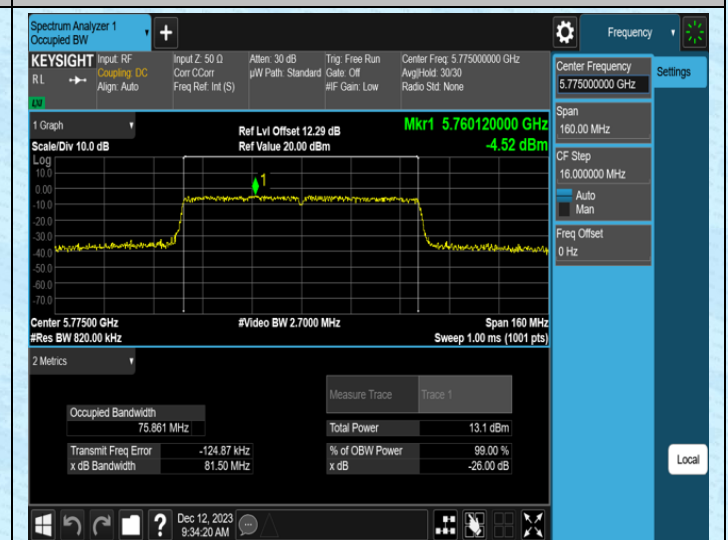 Spectrum Analyzer 1
Occupied BW
Frequency
KEYSIGHT
Input: RF
Input Z: 50 Ω
Atten: 30 dB
Trig: Free Run
Center Freq: 5.775000000 GHz
RL
Coupling: DC
Corr CCorr
µW Path: Standard
Gate: Off
Avg|Hold: 30/30
Align: Auto
Freq Ref: Int (S)
#IF Gain: Low
Radio Std: None
Center Frequency
5.775000000 GHz
Settings
Span
160.00 MHz
CF Step
16.000000 MHz
Auto
Man
Freq Offset
0 Hz
1 Graph
Scale/Div 10.0 dB
Ref Lvl Offset 12.29 dB
Ref Value 20.00 dBm
Mkr1 5.760120000 GHz
-4.52 dBm
Log
10.0
0.00
-10.0
-20.0
-30.0
-40.0
-50.0
-60.0
-70.0
1
Center 5.77500 GHz
#Video BW 2.7000 MHz
Span 160 MHz
#Res BW 820.00 kHz
Sweep 1.00 ms (1001 pts)
2 Metrics
Measure Trace
Trace 1
Occupied Bandwidth
75.861 MHz
Total Power
13.1 dBm
Transmit Freq Error
-124.87 kHz
% of OBW Power
99.00 %
x dB Bandwidth
81.50 MHz
x dB
-26.00 dB
Local
?
Dec 12, 2023
9:34:20 AM